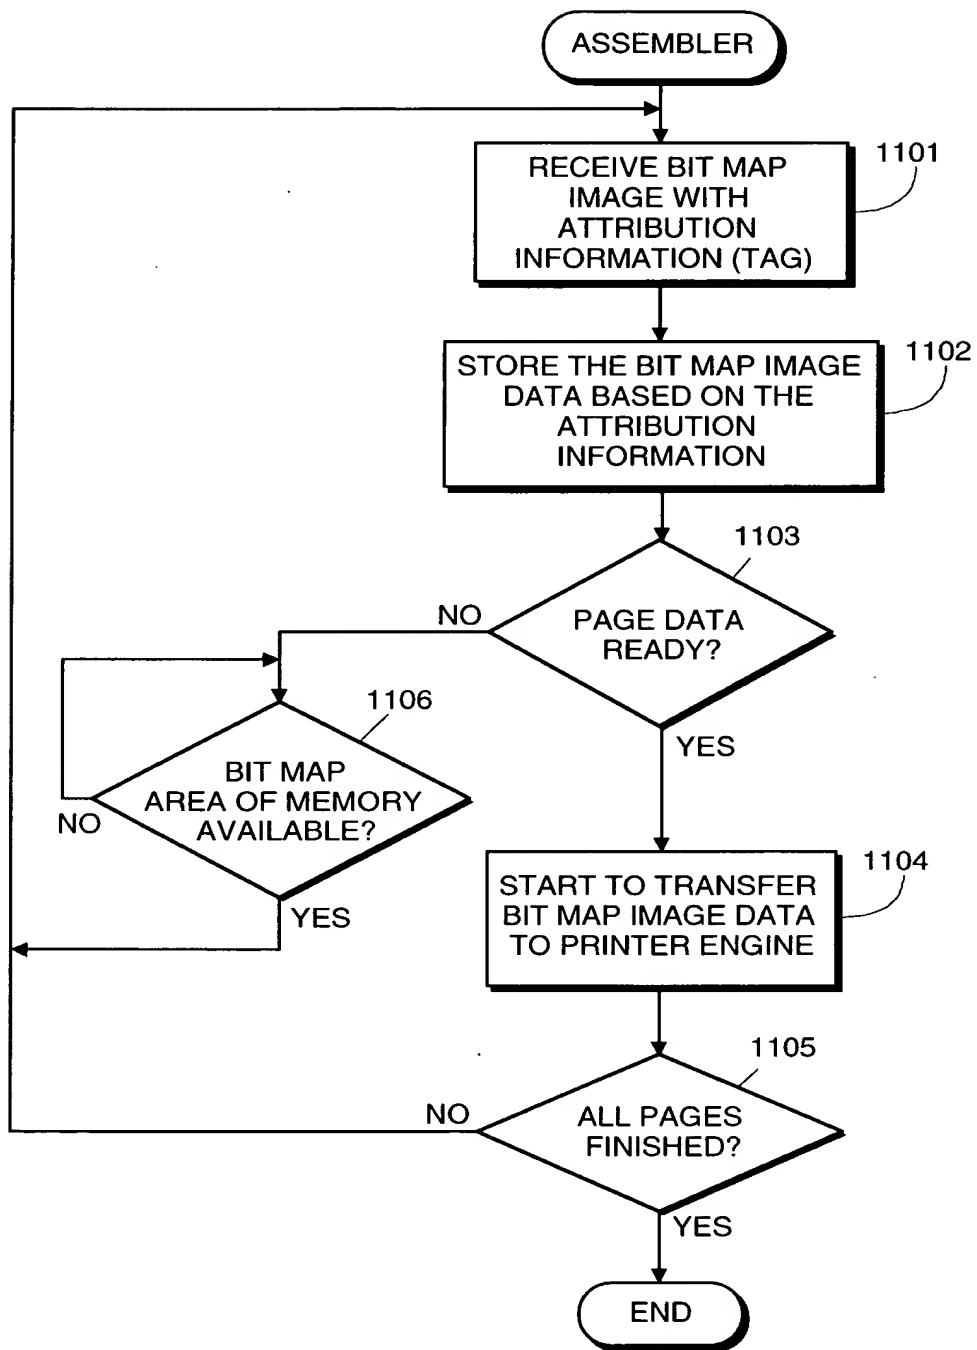 ASSEMBLER
1101
RECEIVE BIT MAP
IMAGE WITH
ATTRIBUTION
INFORMATION (TAG)
1102
STORE THE BIT MAP IMAGE
DATA BASED ON THE
ATTRIBUTION
INFORMATION
1103
NO
PAGE DATA
READY?
YES
1106
BIT MAP
AREA OF MEMORY
AVAILABLE?
NO
YES
1104
START TO TRANSFER
BIT MAP IMAGE DATA
TO PRINTER ENGINE
1105
NO
ALL PAGES
FINISHED?
YES
END